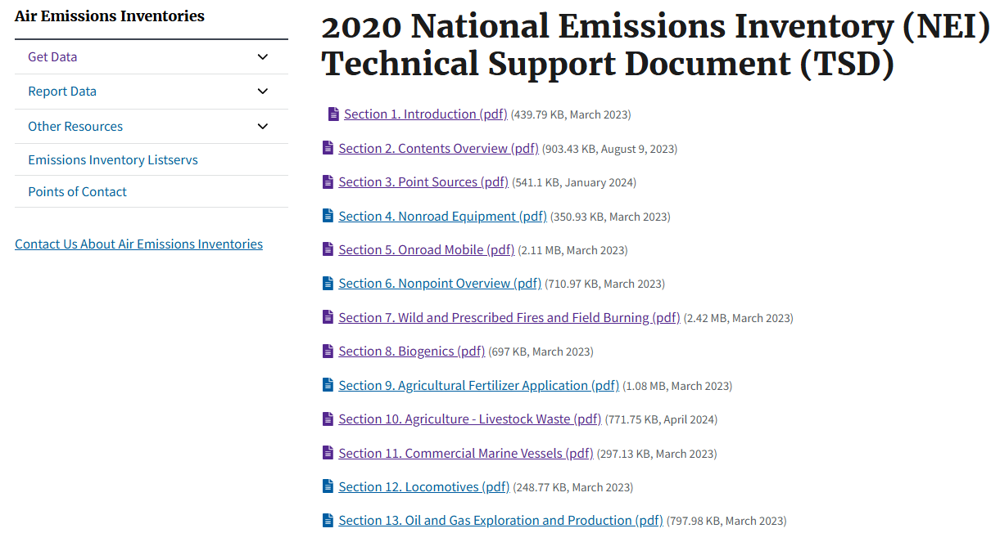 Air Emissions Inventories
Get Data
Report Data
Other Resources
Emissions Inventory Listservs
Points of Contact
Contact Us About Air Emissions Inventories
2020 National Emissions Inventory (NEI)
Technical Support Document (TSD)
Section 1. Introduction (pdf) (439.79 KB, March 2023)
Section 2. Contents Overview (pdf) (903.43 KB, August 9, 2023)
Section 3. Point Sources (pdf) (541.1 KB, January 2024)
Section 4. Nonroad Equipment (pdf) (350.93 KB, March 2023)
Section 5. Onroad Mobile (pdf) (2.11 MB, March 2023)
Section 6. Nonpoint Overview (pdf) (710.97 KB, March 2023)
Section 7. Wild and Prescribed Fires and Field Burning (pdf) (2.42 MB, March 2023)
Section 8. Biogenics (pdf) (697 KB, March 2023)
Section 9. Agricultural Fertilizer Application (pdf) (1.08 MB, March 2023)
Section 10. Agriculture - Livestock Waste (pdf) (771.75 KB, April 2024)
Section 11. Commercial Marine Vessels (pdf) (297.13 KB, March 2023)
Section 12. Locomotives (pdf) (248.77 KB, March 2023)
Section 13. Oil and Gas Exploration and Production (pdf) (797.98 KB, March 2023)